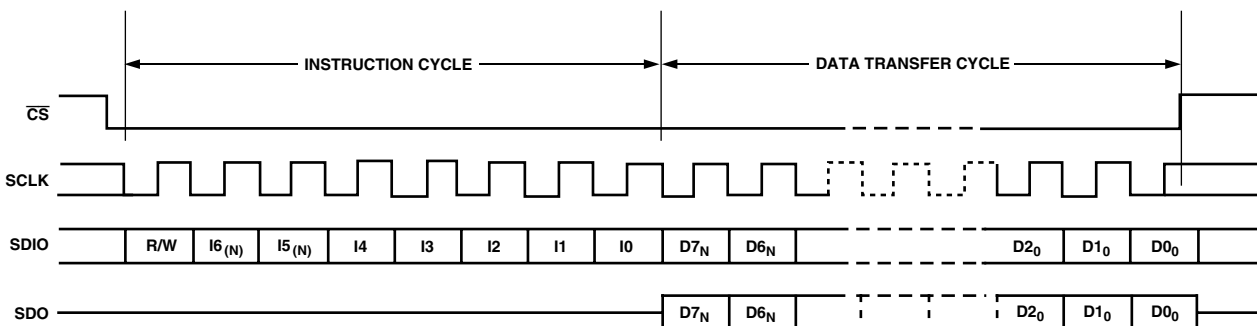 INSTRUCTION CYCLE DATA TRANSFER CYCLE
CS
SCLK
SDIO R/W I6(N) I5(N) I4 I3 I2 I1 I0 D7N D6N D20 D10 D00
SDO D7N D6N D20 D10 D00